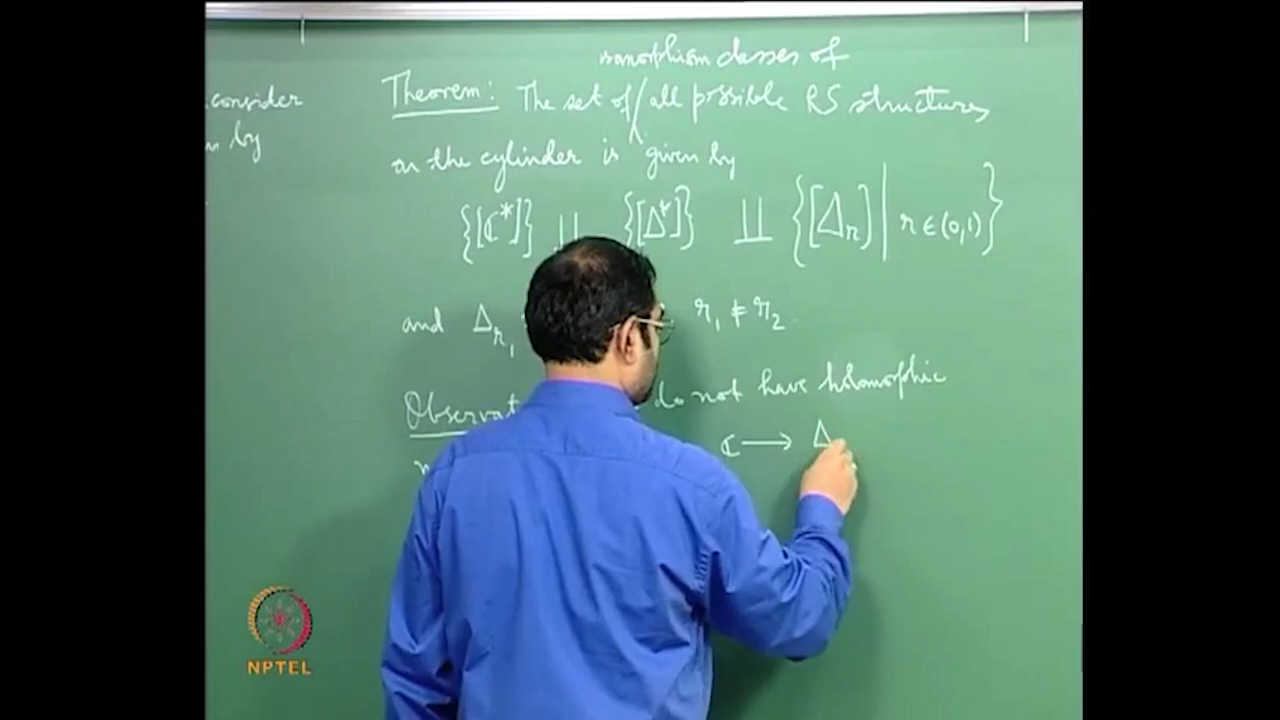 consider
by
isomorphism classes of
Theorem: The set of / all possible RS structures
on the cylinder is given by
{[ℂ*]} ⨿ {[Δ*]} ⨿ {[Δ_r] | r ∈ (0,1)}
and Δ_r₁ r₁ ≠ r₂.
Observat do not have holomorphic
ℂ ⟶ Δ
NPTEL